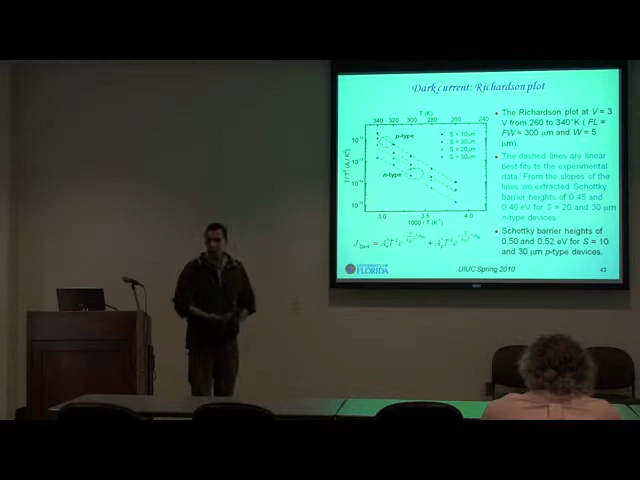 Dark current: Richardson plot
T (K)
340 320 300 280 260 240
p-type
S = 10μm
S = 30μm
S = 20μm
S = 30μm
n-type
3.0 3.5 4.0
1000 / T (K⁻¹)
The Richardson plot at V = 3
V from 260 to 340°K ( FL =
FW = 300 μm and W = 5
μm).
The dashed lines are linear
best-fits to the experimental
data. From the slopes of the
lines we extracted Schottky
barrier heights of 0.45 and
0.46 eV for S = 20 and 30 μm
n-type devices.
Schottky barrier heights of
0.50 and 0.52 eV for S = 10
and 30 μm p-type devices.
UNIVERSITY of
FLORIDA
UIUC Spring 2010
43